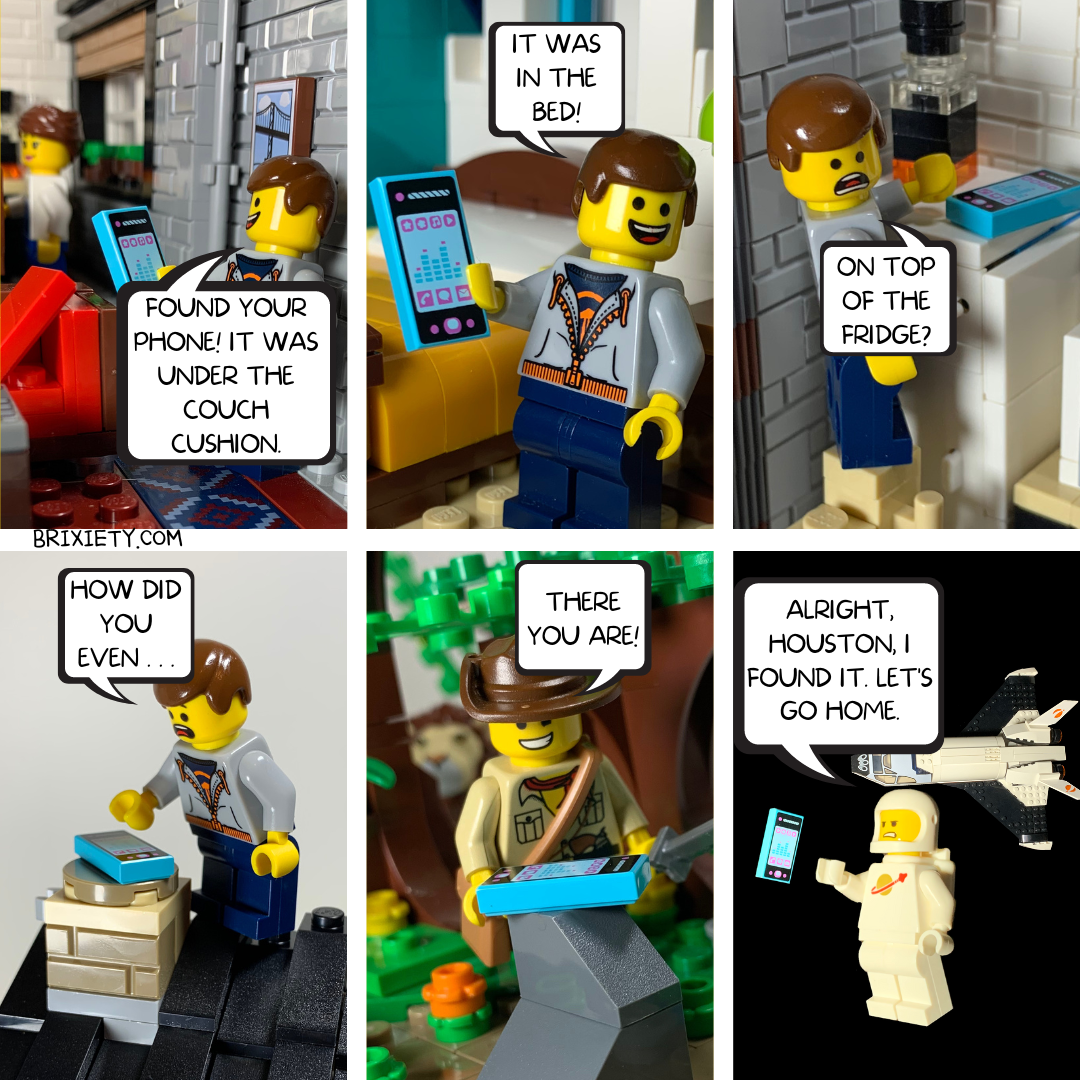 FOUND YOUR
PHONE! IT WAS
UNDER THE
COUCH
CUSHION.
IT WAS
IN THE
BED!
ON TOP
OF THE
FRIDGE?
BRIXIETY.COM
HOW DID
YOU
EVEN . . .
THERE
YOU ARE!
ALRIGHT,
HOUSTON, I
FOUND IT. LET'S
GO HOME.